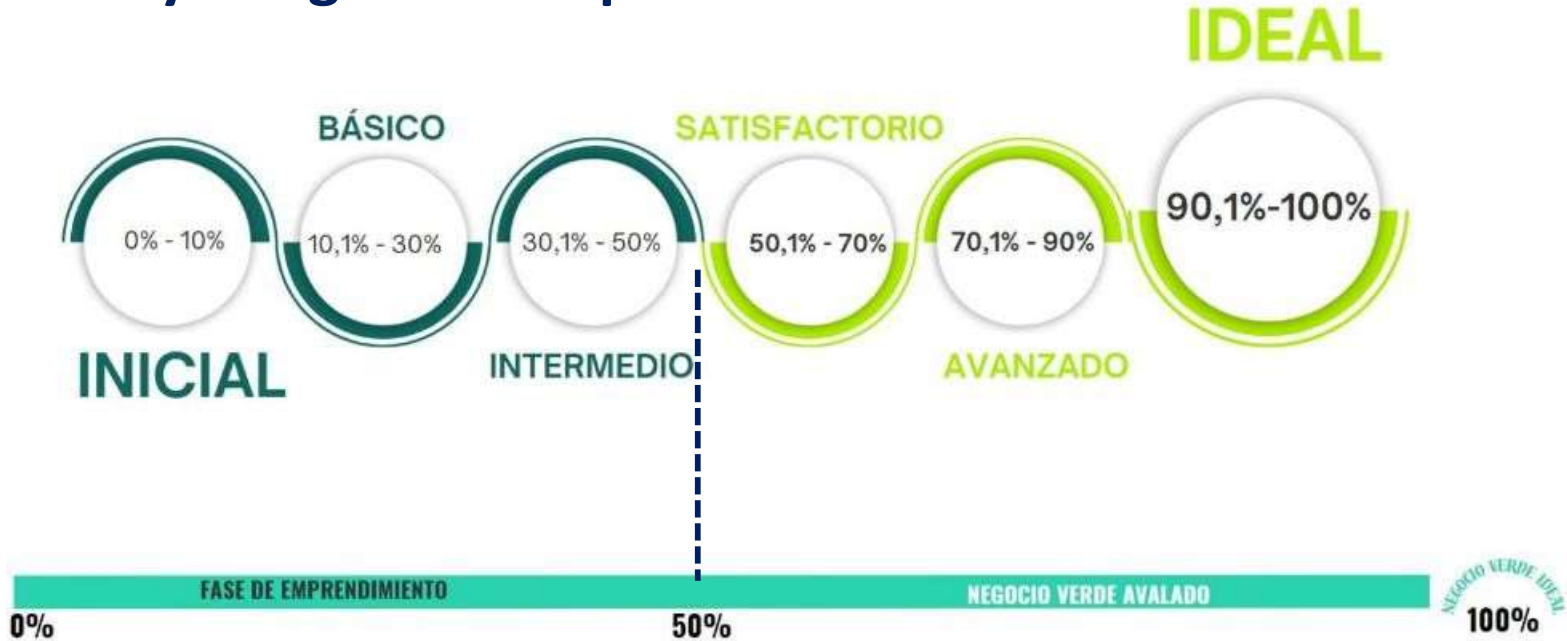 IDEAL
BÁSICO
SATISFACTORIO
0% - 10%
10,1% - 30%
30,1% - 50%
50,1% - 70%
70,1% - 90%
90,1%-100%
INICIAL
INTERMEDIO
AVANZADO
FASE DE EMPRENDIMIENTO
NEGOCIO VERDE AVALADO
NEGOCIO VERDE IDEAL
0%
50%
100%